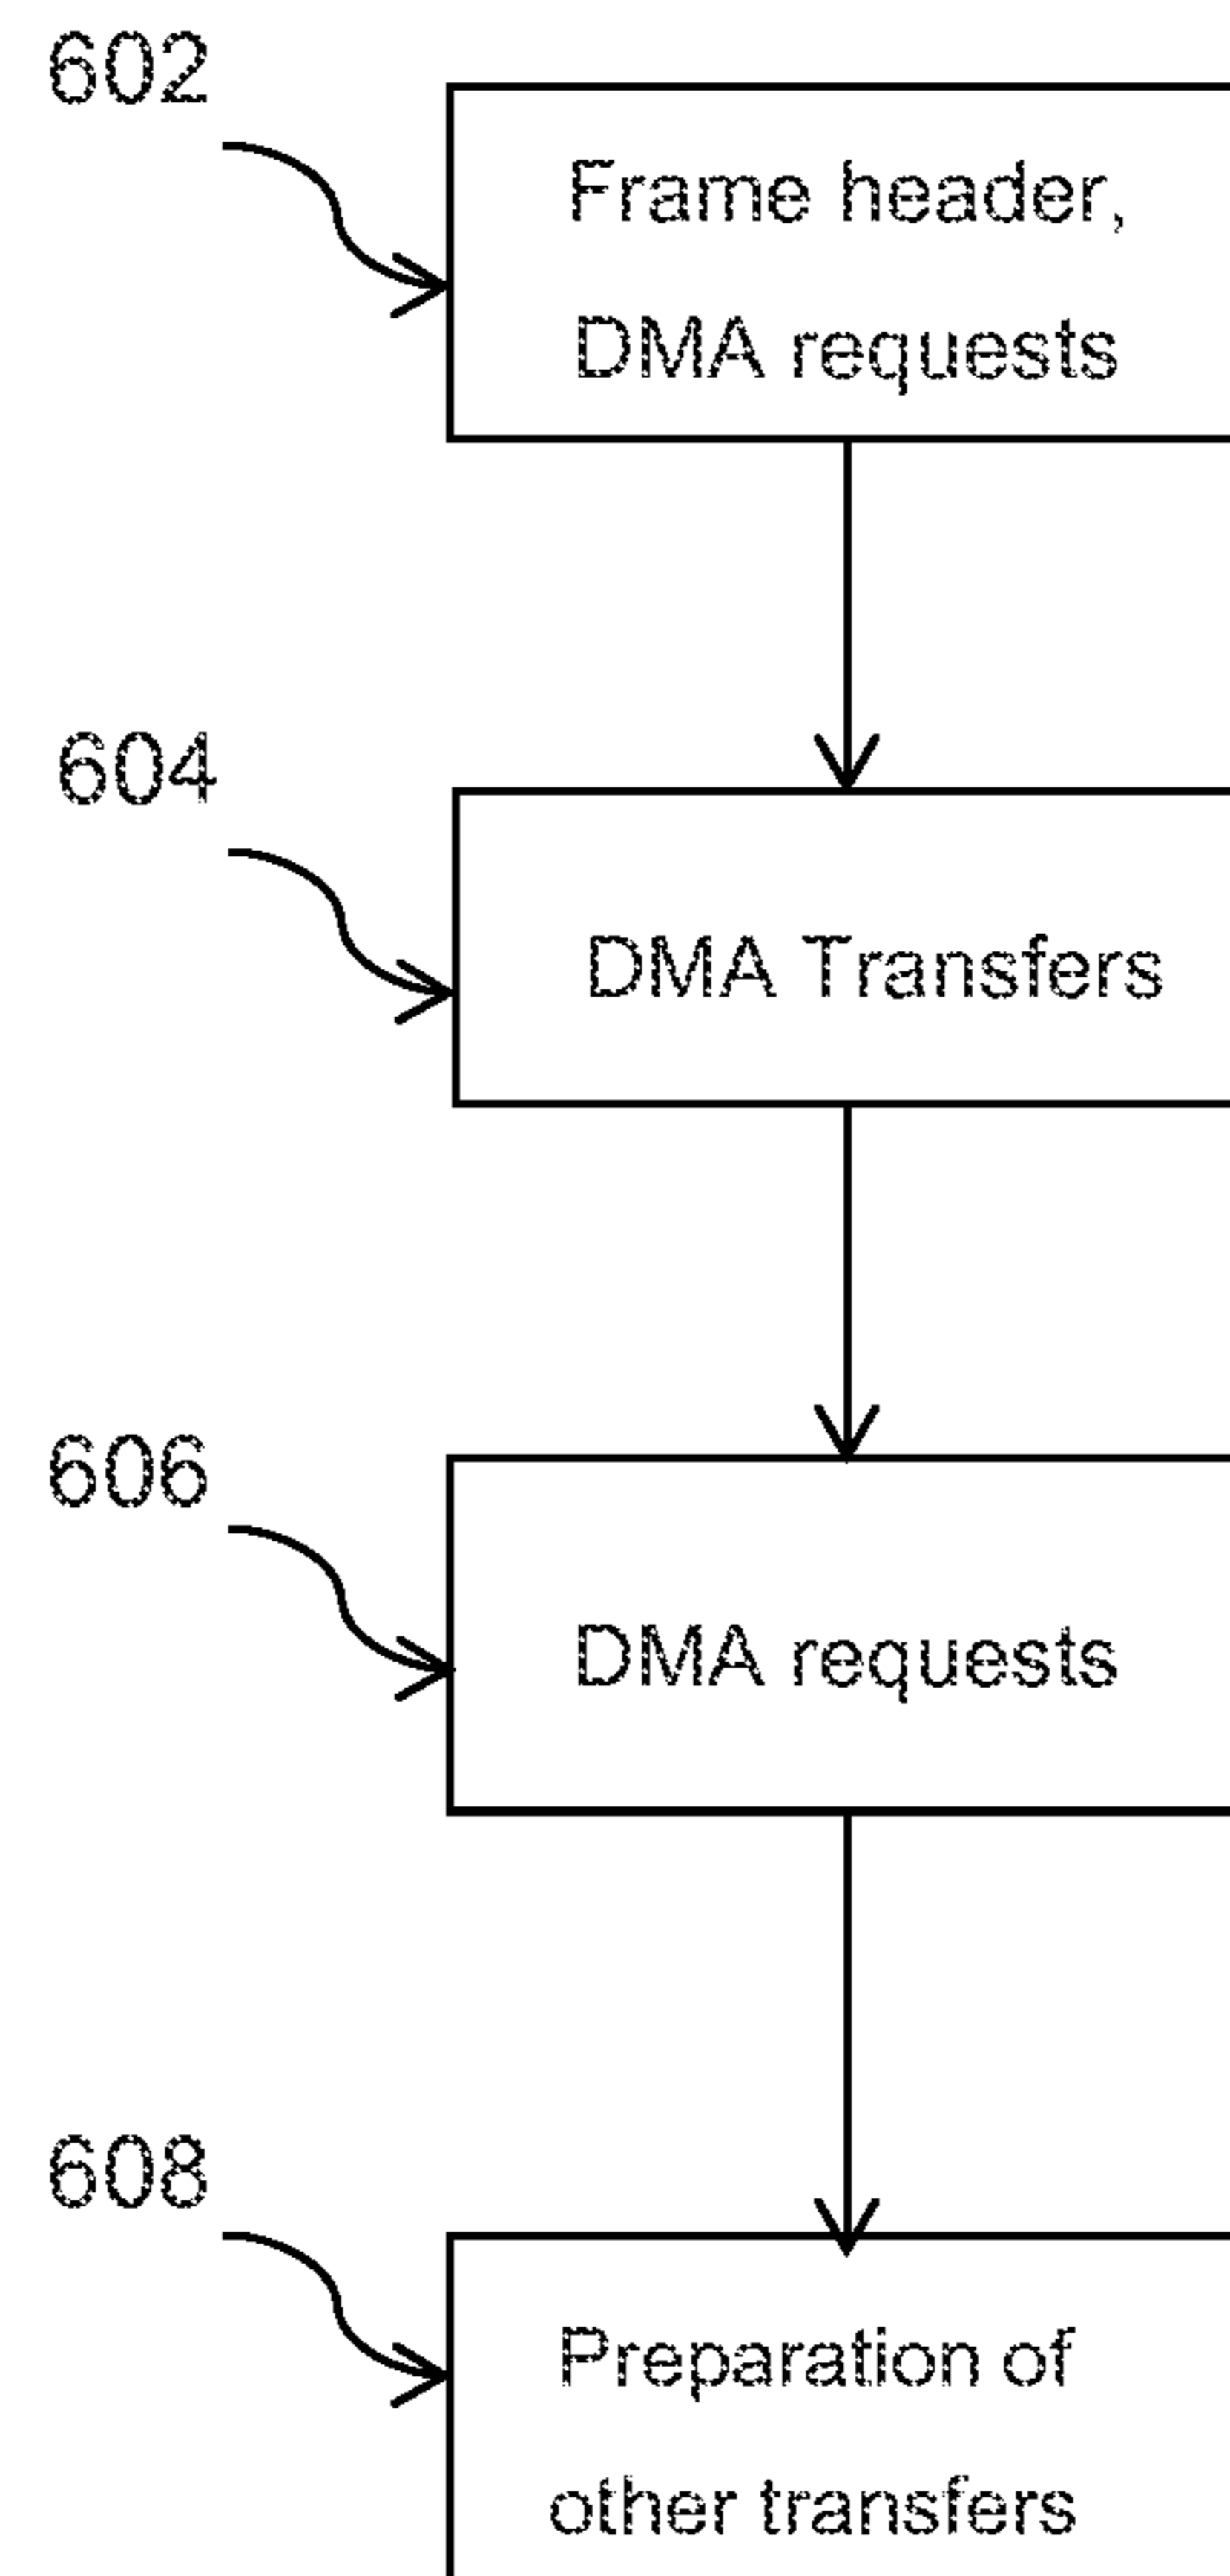 602
Frame header,
DMA requests
604
DMA Transfers
606
DMA requests
608
Preparation of
other transfers